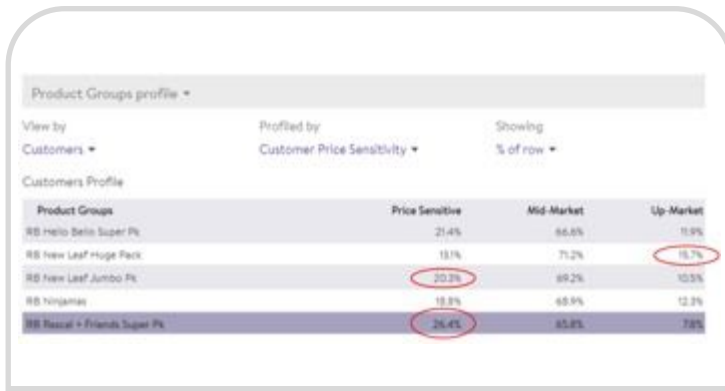 Product Groups profile
View by Profiled by Showing
Customers Customer Price Sensitivity % of row
Customers Profile
Product Groups Price Sensitive Mid-Market Up-Market
RB Hello Bello Super Pk 21.4% 66.6% 11.9%
RB New Leaf Huge Pack 13.1% 71.2% 15.7%
RB New Leaf Jumbo Pk 20.3% 69.2% 10.5%
RB Ninjamas 18.8% 68.9% 12.3%
RB Rascal + Friends Super Pk 26.4% 65.8% 7.8%